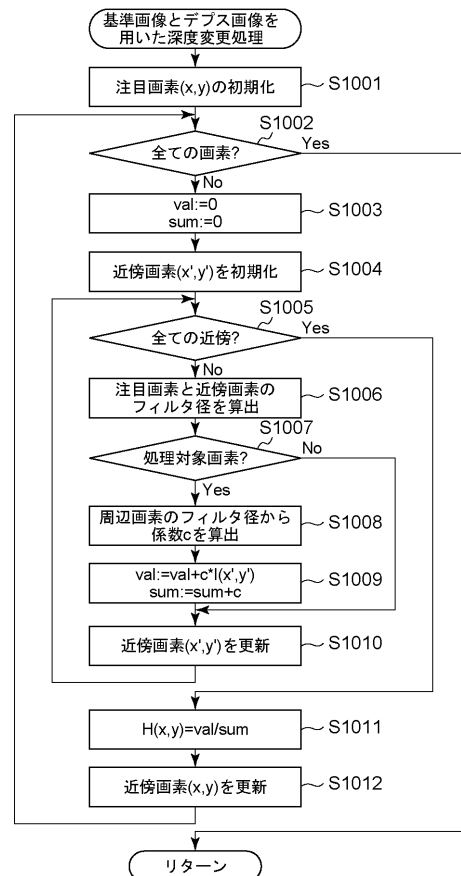 基準画像とデプス画像を
用いた深度変更処理
注目画素(x,y)の初期化
S1001
S1002
全ての画素?
Yes
No
val:=0
sum:=0
S1003
近傍画素(x',y')を初期化
S1004
S1005
全ての近傍?
Yes
No
注目画素と近傍画素の
フィルタ径を算出
S1006
S1007
処理対象画素?
No
Yes
周辺画素のフィルタ径から
係数cを算出
S1008
val:=val+c*I(x',y')
sum:=sum+c
S1009
近傍画素(x',y')を更新
S1010
H(x,y)=val/sum
S1011
近傍画素(x,y)を更新
S1012
リターン